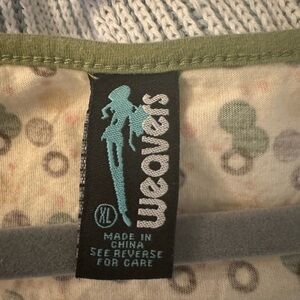 weavers
XL
MADE IN
CHINA
SEE REVERSE
FOR CARE